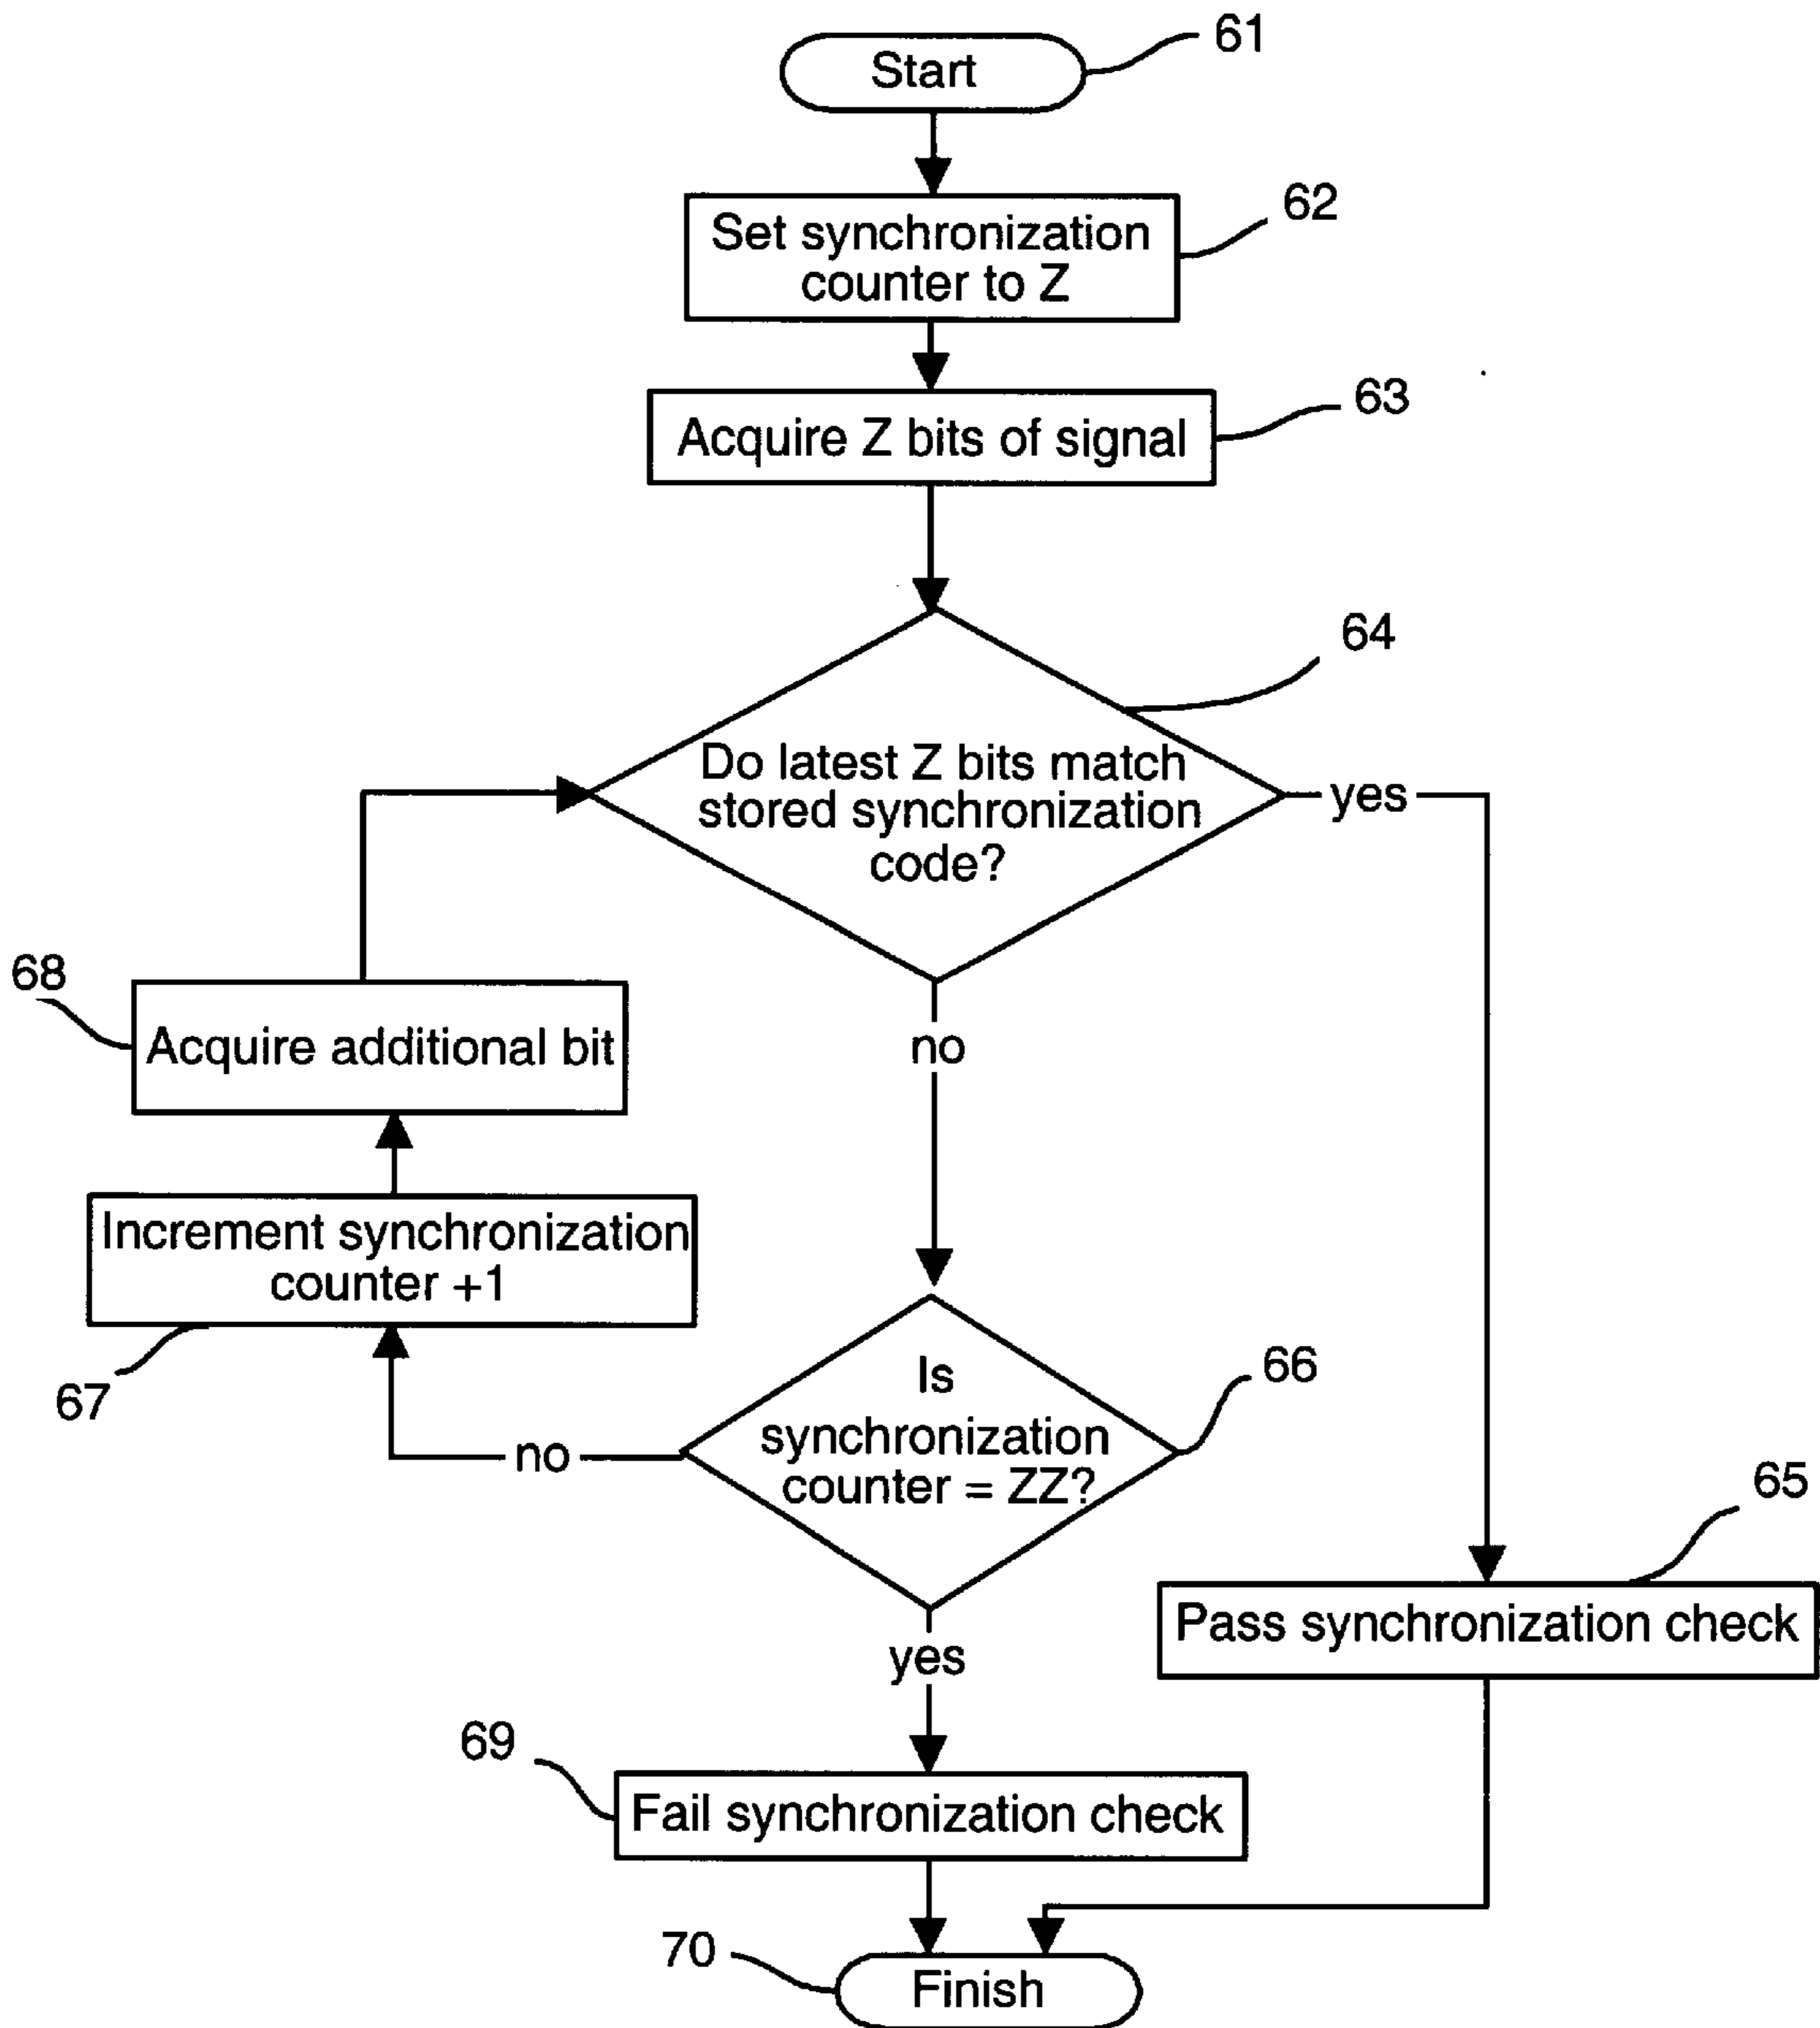 61
Start
62
Set synchronization
counter to Z
63
Acquire Z bits of signal
64
Do latest Z bits match
stored synchronization
code?
yes
68
Acquire additional bit
no
Increment synchronization
counter +1
67
66
Is
synchronization
counter = ZZ?
no
65
Pass synchronization check
yes
69
Fail synchronization check
70
Finish